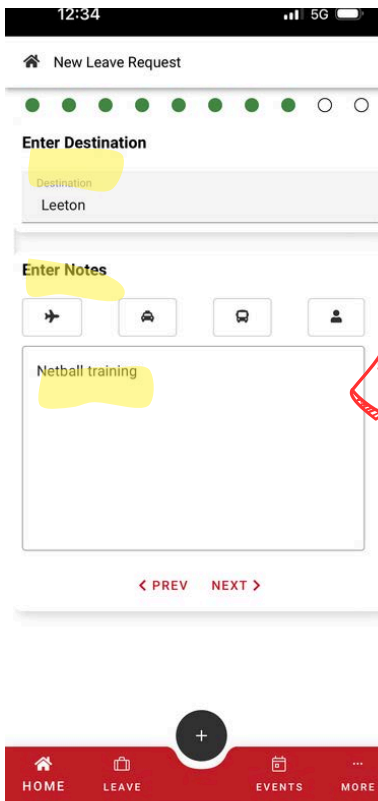 12:34 5G
New Leave Request
Enter Destination
Destination
Leeton
Enter Notes
Netball training
PREV NEXT
HOME LEAVE EVENTS MORE